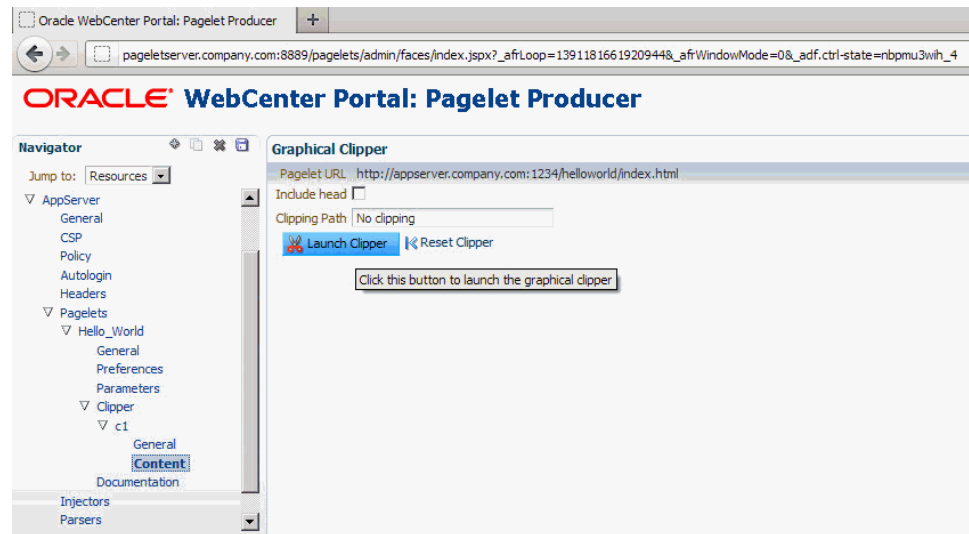 Oracle WebCenter Portal: Pagelet Producer
pageletserver.company.com:8889/pagelets/admin/faces/index.jspx?_afrLoop=13911816619209448&_afrWindowMode=0&_adf.ctrl-state=nbpmu3wih_4
ORACLE WebCenter Portal: Pagelet Producer
Navigator
Jump to: Resources
AppServer
General
CSP
Policy
Autologin
Headers
Pagelets
Hello_World
General
Preferences
Parameters
Clipper
c1
General
Content
Documentation
Injectors
Parsers
Graphical Clipper
Pagelet URL http://appserver.company.com:1234/helloworld/index.html
Include head
Clipping Path No clipping
Launch Clipper Reset Clipper
Click this button to launch the graphical clipper